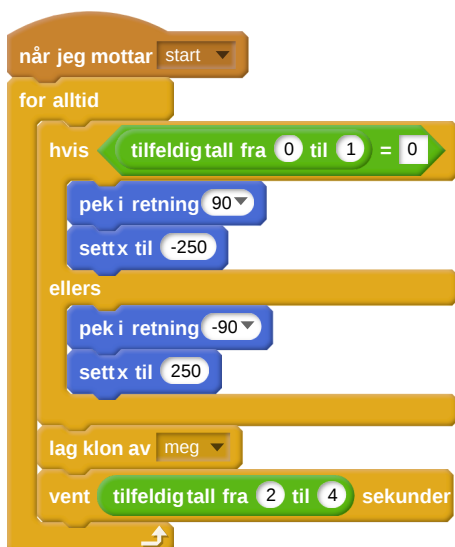 når jeg mottar start
for alltid
hvis tilfeldig tall fra 0 til 1 = 0
pek i retning 90
sett x til -250
ellers
pek i retning -90
sett x til 250
lag klon av meg
vent tilfeldig tall fra 2 til 4 sekunder